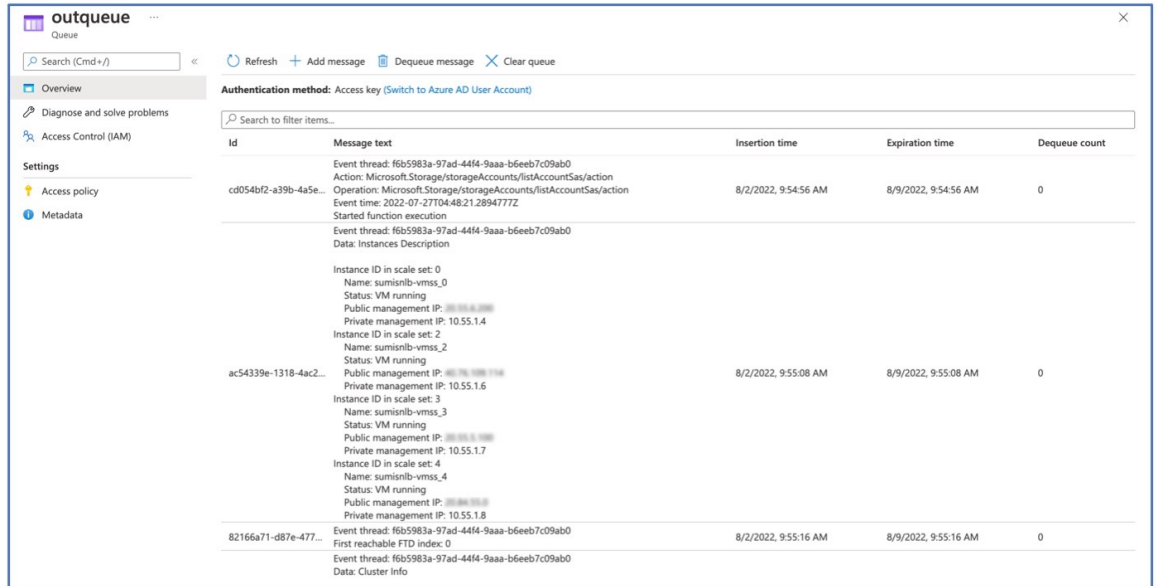 outqueue ...
Queue
Search (Cmd+/)
«
Refresh
Add message
Dequeue message
Clear queue
Overview
Diagnose and solve problems
Access Control (IAM)
Settings
Access policy
Metadata
Authentication method: Access key (Switch to Azure AD User Account)
Search to filter items...
Id Message text Insertion time Expiration time Dequeue count
Event thread: f6b5983a-97ad-44f4-9aaa-b6eeb7c09ab0
Action: Microsoft.Storage/storageAccounts/listAccountSas/action
cd054bf2-a39b-4a5e... Operation: Microsoft.Storage/storageAccounts/listAccountSas/action 8/2/2022, 9:54:56 AM 8/9/2022, 9:54:56 AM 0
Event time: 2022-07-27T04:48:21.2894777Z
Started function execution
Event thread: f6b5983a-97ad-44f4-9aaa-b6eeb7c09ab0
Data: Instances Description
Instance ID in scale set: 0
Name: sumisnlb-vmss_0
Status: VM running
Public management IP:
Private management IP: 10.55.1.4
Instance ID in scale set: 2
Name: sumisnlb-vmss_2
Status: VM running
ac54339e-1318-4ac2... Public management IP: 8/2/2022, 9:55:08 AM 8/9/2022, 9:55:08 AM 0
Private management IP: 10.55.1.6
Instance ID in scale set: 3
Name: sumisnlb-vmss_3
Status: VM running
Public management IP:
Private management IP: 10.55.1.7
Instance ID in scale set: 4
Name: sumisnlb-vmss_4
Status: VM running
Public management IP:
Private management IP: 10.55.1.8
Event thread: f6b5983a-97ad-44f4-9aaa-b6eeb7c09ab0
82166a71-d87e-477... First reachable FTD index: 0 8/2/2022, 9:55:16 AM 8/9/2022, 9:55:16 AM 0
Event thread: f6b5983a-97ad-44f4-9aaa-b6eeb7c09ab0
Data: Cluster Info